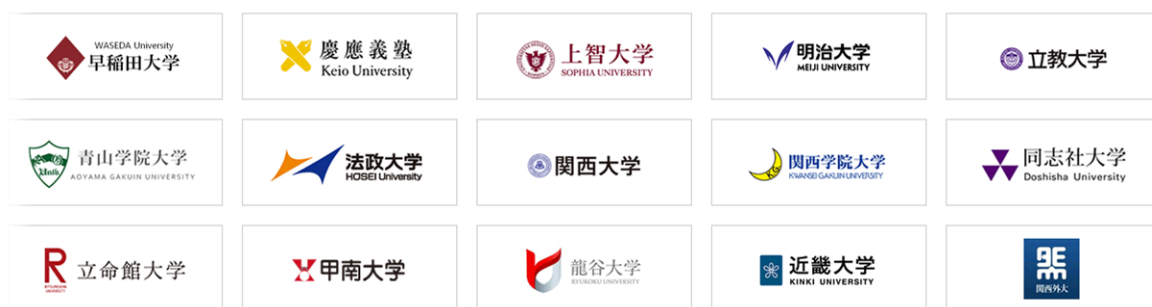 WASEDA University
早稲田大学
慶應義塾
Keio University
上智大学
SOPHIA UNIVERSITY
明治大学
MEIJI UNIVERSITY
立教大学
青山学院大学
AOYAMA GAKUIN UNIVERSITY
法政大学
HOSEI University
関西大学
KG
関西学院大学
KWANSEI GAKUIN UNIVERSITY
同志社大学
Doshisha University
R
RITSUMEIKAN
UNIVERSITY
立命館大学
甲南大学
龍谷大学
RYUKOKU UNIVERSITY
近畿大学
KINKI UNIVERSITY
関西外大